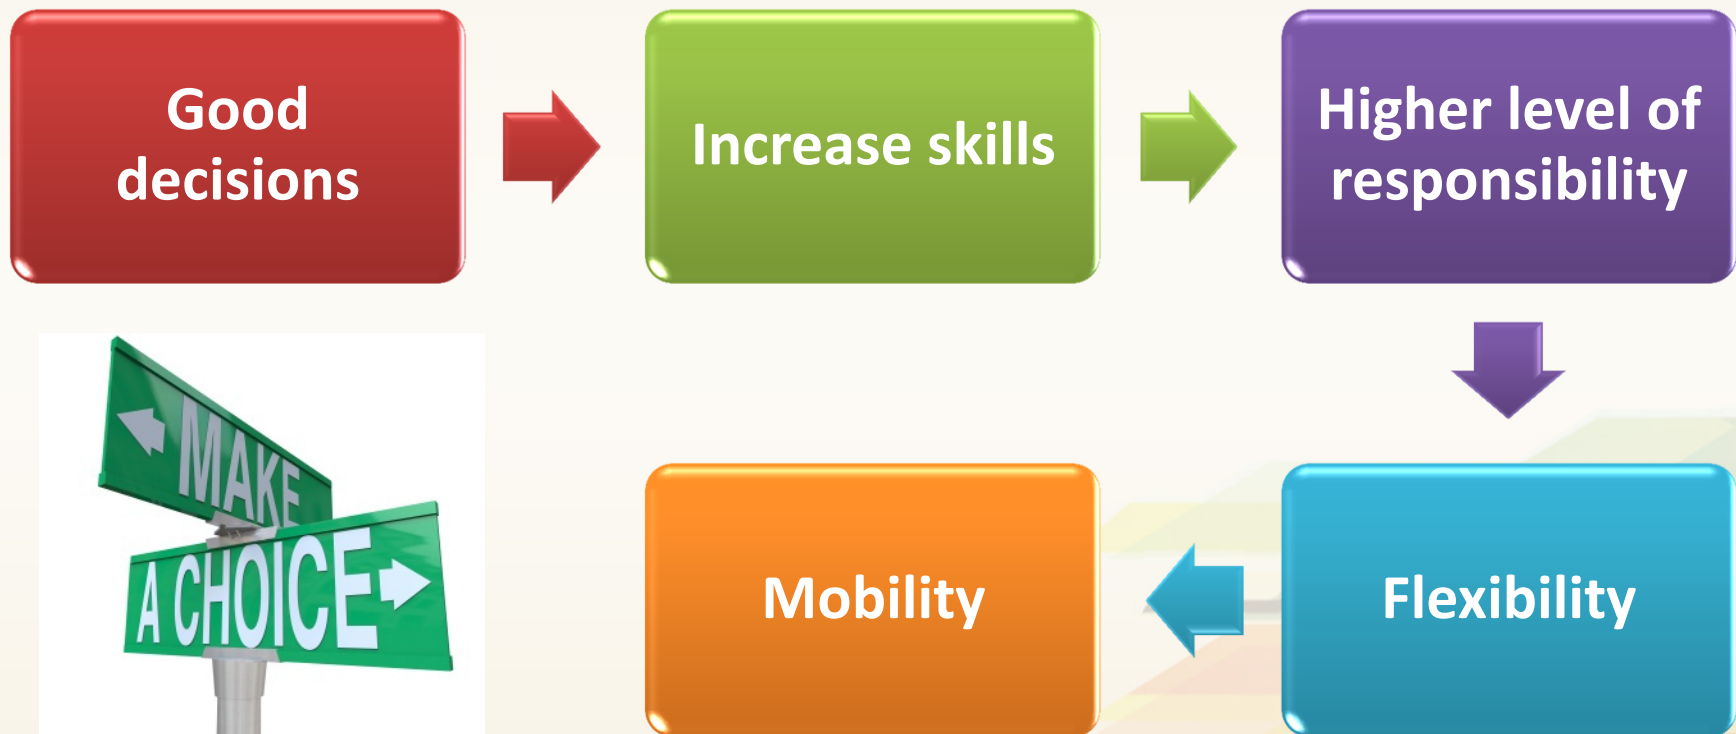 Good
decisions
Increase skills
Higher level of
responsibility
MAKE
A CHOICE
Mobility
Flexibility